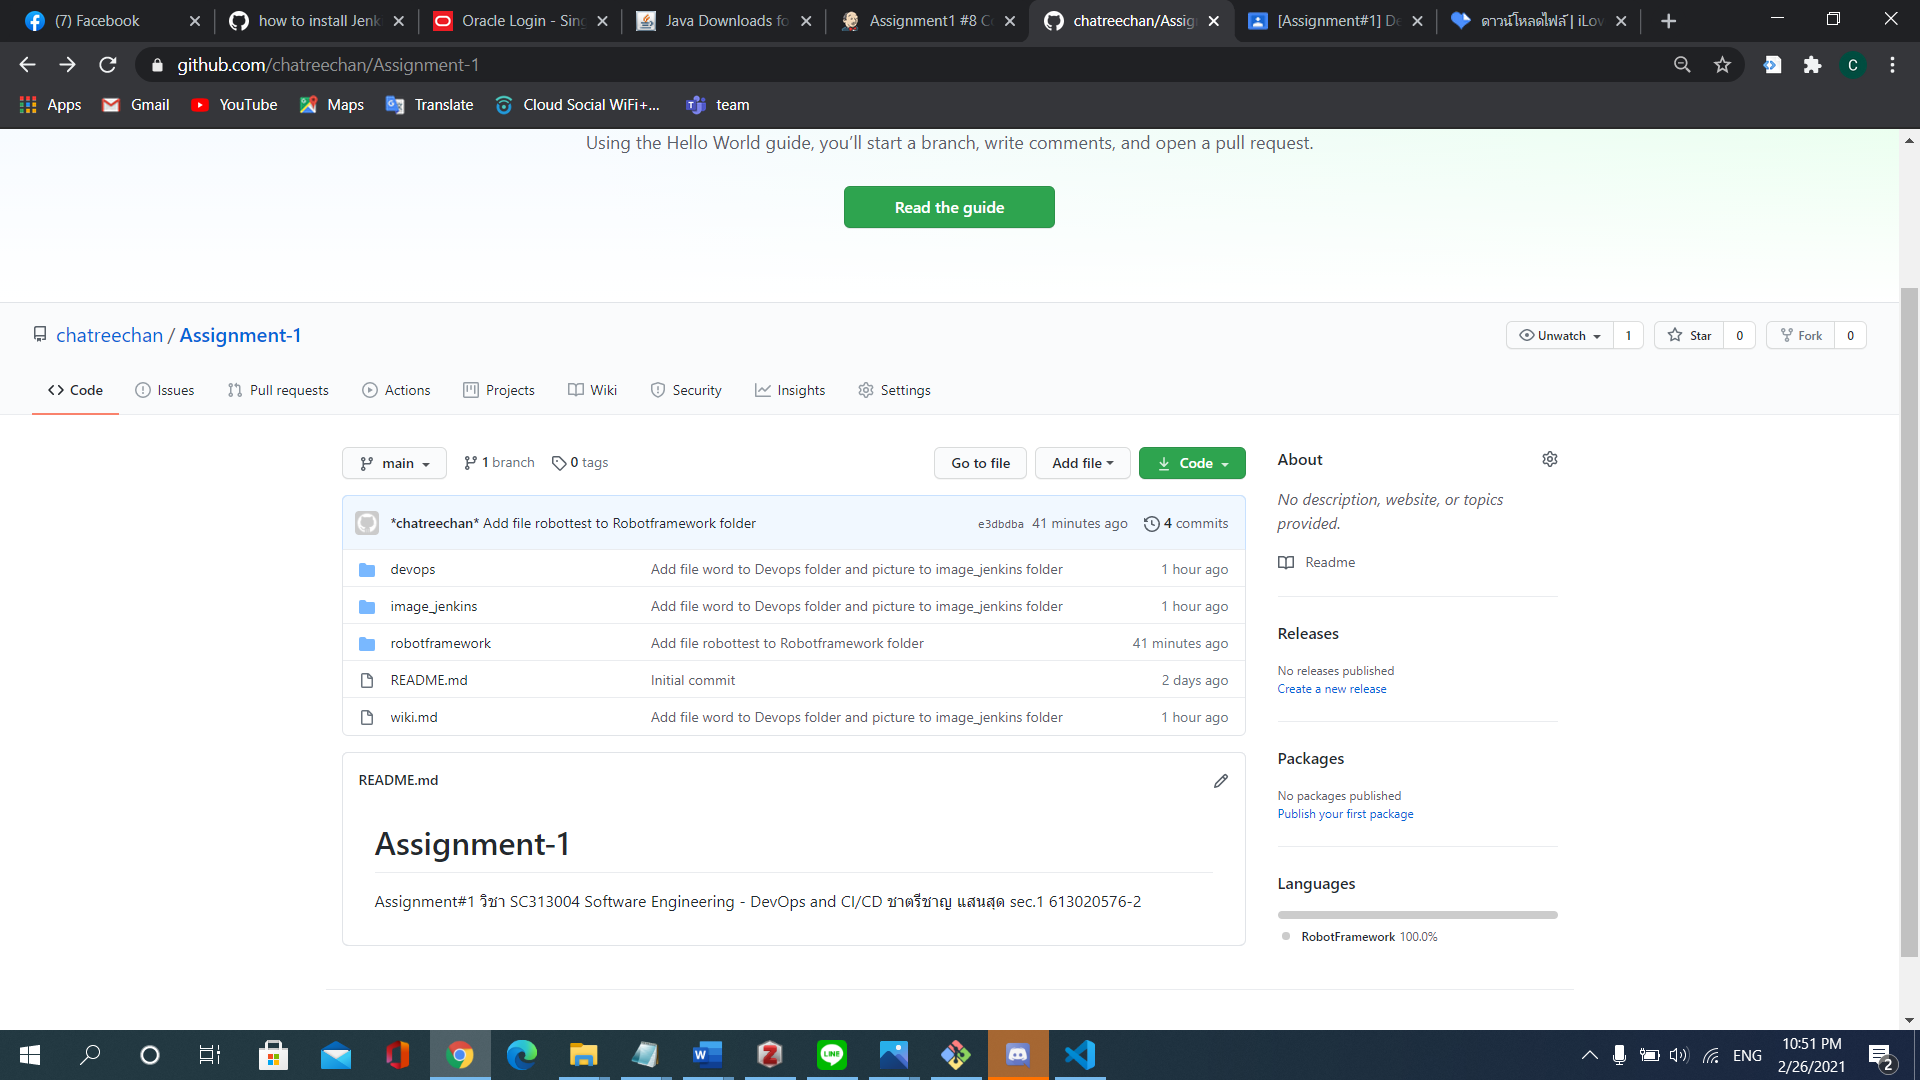 (7) Facebook
how to install Jenk
Oracle Login - Sing
Java Downloads fo
Assignment1 #8 C
chatreechan/Assig
[Assignment#1] De
ดาวน์โหลดไฟล์ | iLov
github.com/chatreechan/Assignment-1
C
Apps
Gmail
YouTube
Maps
Translate
Cloud Social WiFi+...
team
Using the Hello World guide, you’ll start a branch, write comments, and open a pull request.
Read the guide
chatreechan / Assignment-1
Unwatch 1
Star 0
Fork 0
Code
Issues
Pull requests
Actions
Projects
Wiki
Security
Insights
Settings
main
1 branch
0 tags
Go to file
Add file
Code
*chatreechan* Add file robottest to Robotframework folder e3dbdba 41 minutes ago 4 commits
devops Add file word to Devops folder and picture to image_jenkins folder 1 hour ago
image_jenkins Add file word to Devops folder and picture to image_jenkins folder 1 hour ago
robotframework Add file robottest to Robotframework folder 41 minutes ago
README.md Initial commit 2 days ago
wiki.md Add file word to Devops folder and picture to image_jenkins folder 1 hour ago
README.md
Assignment-1
Assignment#1 วิชา SC313004 Software Engineering - DevOps and CI/CD ชาตรีชาญ แสนสุด sec.1 613020576-2
About
No description, website, or topics
provided.
Readme
Releases
No releases published
Create a new release
Packages
No packages published
Publish your first package
Languages
RobotFramework 100.0%
LINE
ENG
10:51 PM
2/26/2021
2